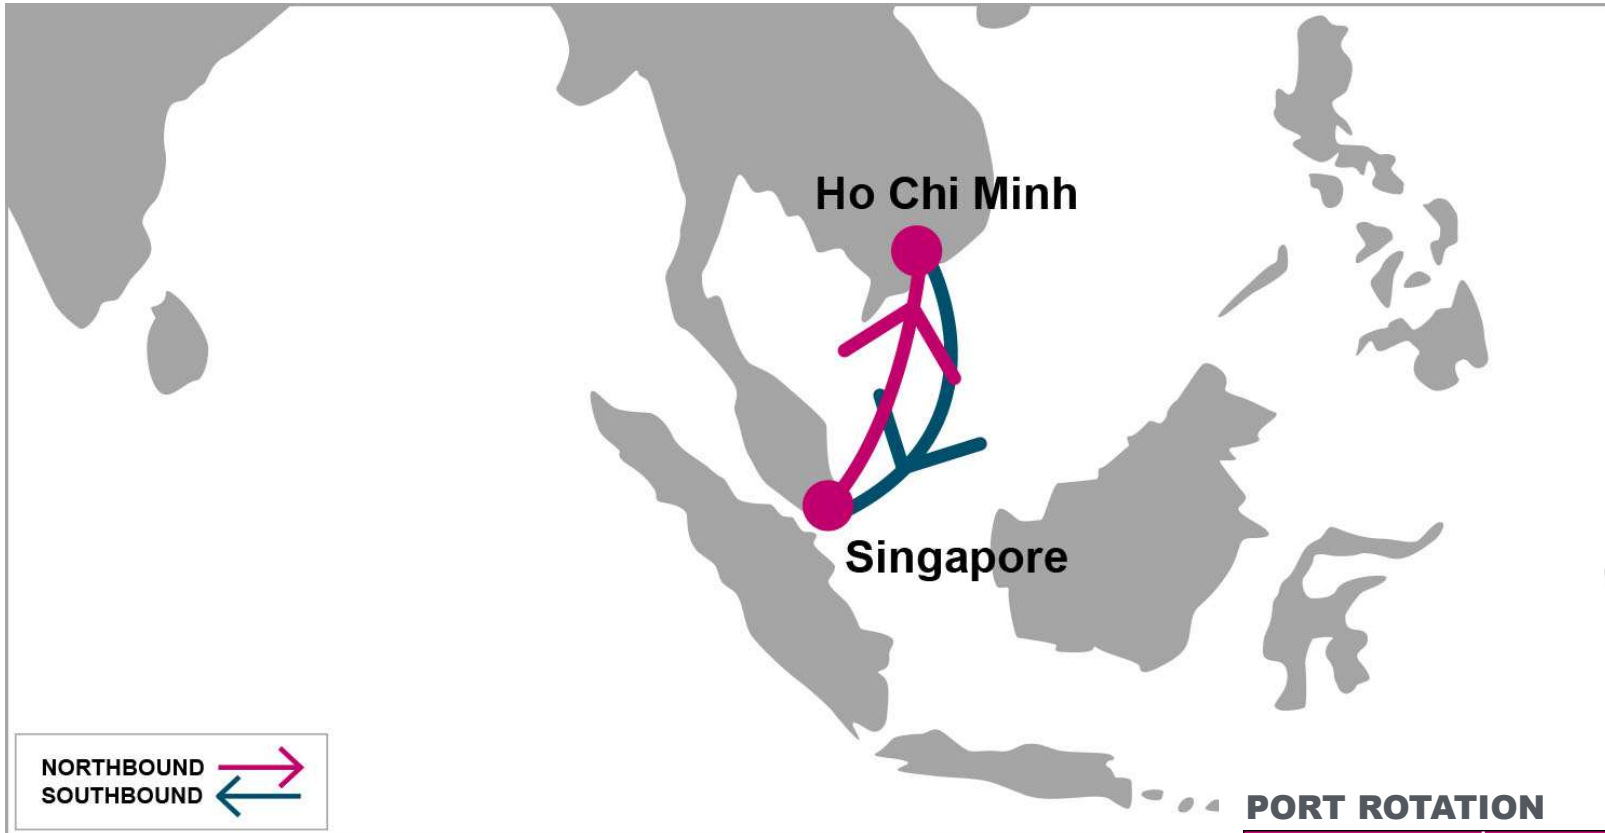 Ho Chi Minh
Singapore
NORTHBOUND
SOUTHBOUND
PORT ROTATION